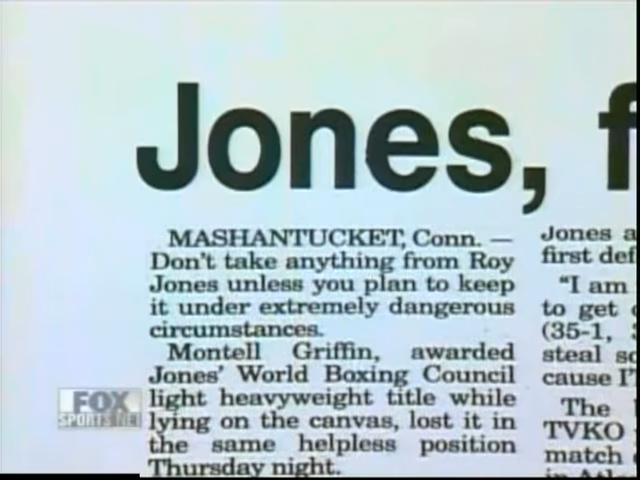 Jones, f
MASHANTUCKET, Conn. —
Don't take anything from Roy
Jones unless you plan to keep
it under extremely dangerous
circumstances.
Montell Griffin, awarded
Jones' World Boxing Council
light heavyweight title while
lying on the canvas, lost it in
the same helpless position
Thursday night.
Jones a
first def
"I am
to get
(35-1,
steal s
cause I'
The
TVKO
match
in Atla
FOX
SPORTS NET